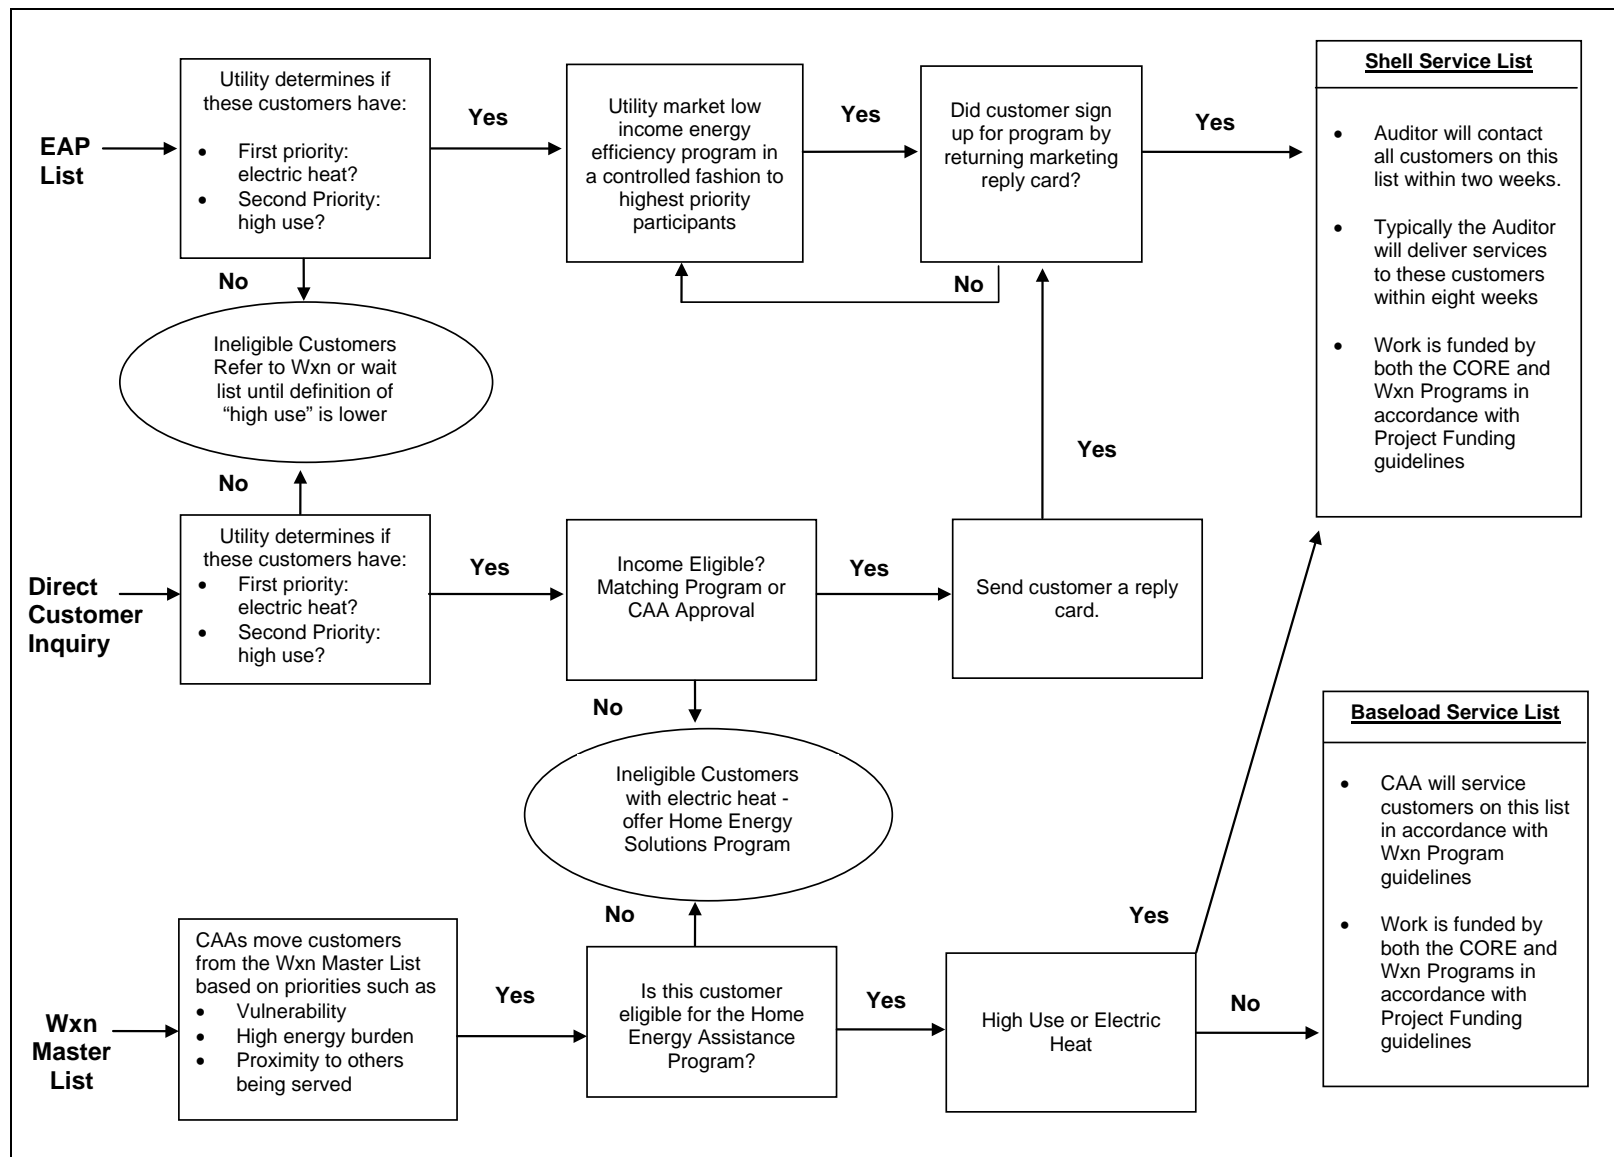 EAP
List
Utility determines if
these customers have:
• First priority:
electric heat?
• Second Priority:
high use?
Yes
Utility market low
income energy
efficiency program in
a controlled fashion to
highest priority
participants
Yes
Did customer sign
up for program by
returning marketing
reply card?
Yes
No
No
Shell Service List
• Auditor will contact
all customers on this
list within two weeks.
• Typically the Auditor
will deliver services
to these customers
within eight weeks
• Work is funded by
both the CORE and
Wxn Programs in
accordance with
Project Funding
guidelines
Ineligible Customers
Refer to Wxn or wait
list until definition of
“high use” is lower
No
Yes
Direct
Customer
Inquiry
Utility determines if
these customers have:
• First priority:
electric heat?
• Second Priority:
high use?
Yes
Income Eligible?
Matching Program or
CAA Approval
Yes
Send customer a reply
card.
No
Ineligible Customers
with electric heat -
offer Home Energy
Solutions Program
No
Wxn
Master
List
CAAs move customers
from the Wxn Master List
based on priorities such as
• Vulnerability
• High energy burden
• Proximity to others
being served
Yes
Is this customer
eligible for the Home
Energy Assistance
Program?
Yes
High Use or Electric
Heat
Yes
No
Baseload Service List
• CAA will service
customers on this list
in accordance with
Wxn Program
guidelines
• Work is funded by
both the CORE and
Wxn Programs in
accordance with
Project Funding
guidelines